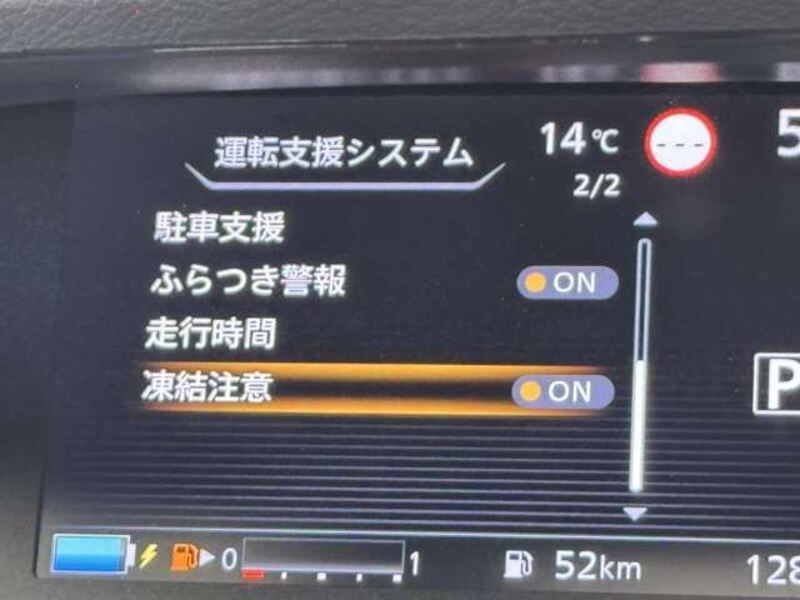 運転支援システム
14℃
---
5
2/2
駐車支援
ふらつき警報 ON
走行時間
凍結注意 ON
P
0 1
52km
128